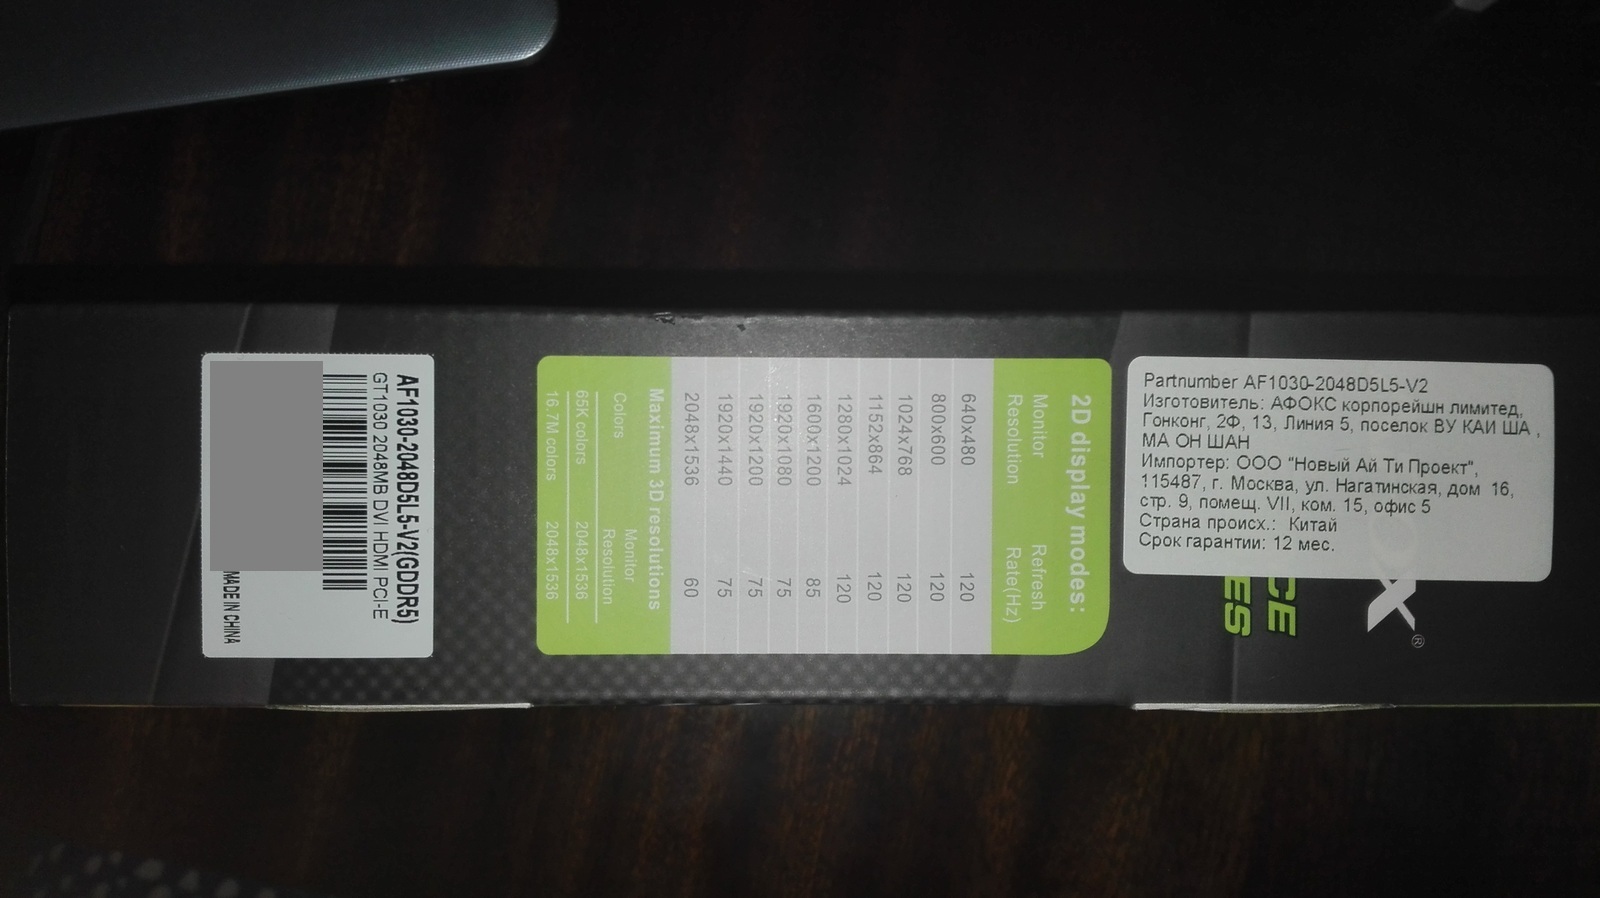 AF1030-2048D5L5-V2(GDDR5)
GT1030 2048MB DVI HDMI PCI-E
MADE IN CHINA
2D display modes:
Monitor Resolution Refresh Rate(Hz)
640x480 120
800x600 120
1024x768 120
1152x864 120
1280x1024 120
1600x1200 85
1920x1080 75
1920x1200 75
1920x1440 75
2048x1536 60
Maximum 3D resolutions
Colors Monitor Resolution
65K colors 2048x1536
16.7M colors 2048x1536
Partnumber AF1030-2048D5L5-V2
Изготовитель: АФОКС корпорейшн лимитед,
Гонконг, 2Ф, 13, Линия 5, поселок ВУ КАИ ША ,
МА ОН ШАН
Импортер: ООО "Новый Ай Ти Проект",
115487, г. Москва, ул. Нагатинская, дом 16,
стр. 9, помещ. VII, ком. 15, офис 5
Страна происх.: Китай
Срок гарантии: 12 мес.
X®
CE
ES